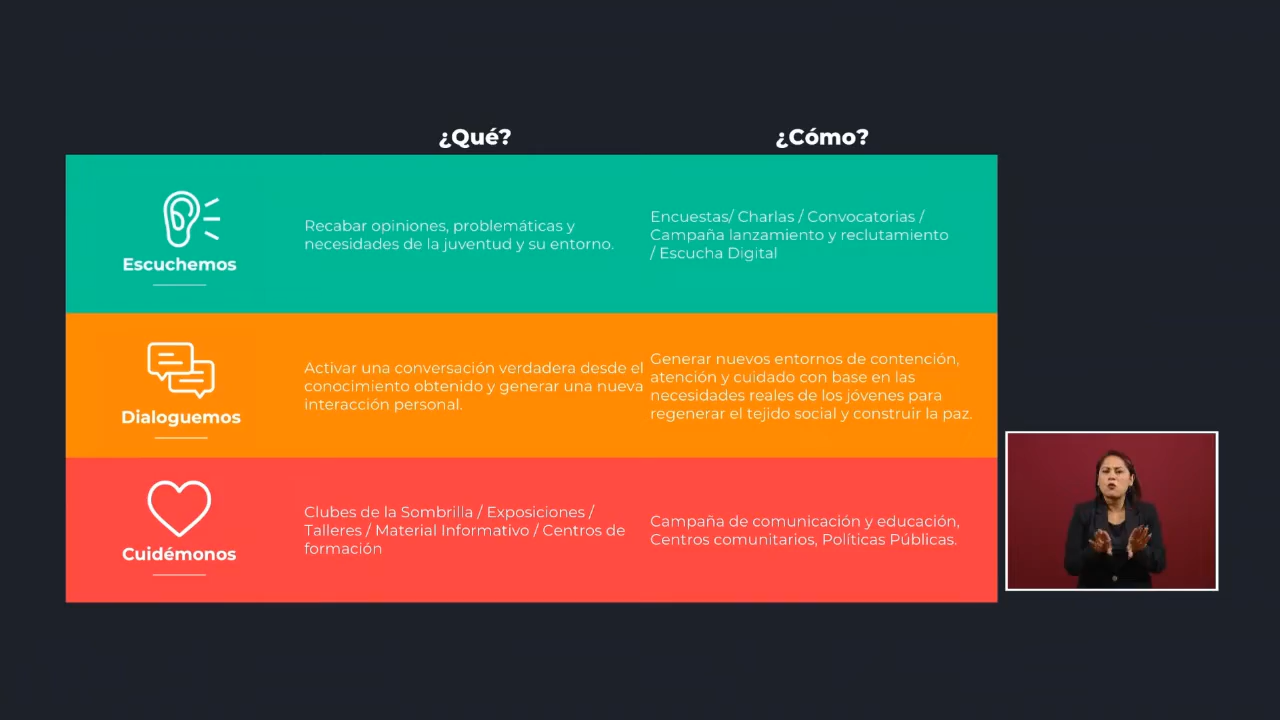 ¿Qué?
¿Cómo?
Escuchemos
Recabar opiniones, problemáticas y
necesidades de la juventud y su entorno.
Encuestas/ Charlas / Convocatorias /
Campaña lanzamiento y reclutamiento
/ Escucha Digital
Dialoguemos
Activar una conversación verdadera desde el
conocimiento obtenido y generar una nueva
interacción personal.
Generar nuevos entornos de contención,
atención y cuidado con base en las
necesidades reales de los jóvenes para
regenerar el tejido social y construir la paz.
Cuidémonos
Clubes de la Sombrilla / Exposiciones /
Talleres / Material Informativo / Centros de
formación
Campaña de comunicación y educación,
Centros comunitarios, Políticas Públicas.